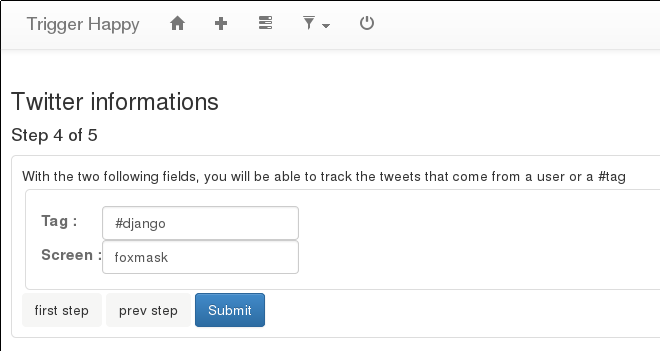 Trigger Happy
Twitter informations
Step 4 of 5
With the two following fields, you will be able to track the tweets that come from a user or a #tag
Tag : #django
Screen : foxmask
first step prev step Submit